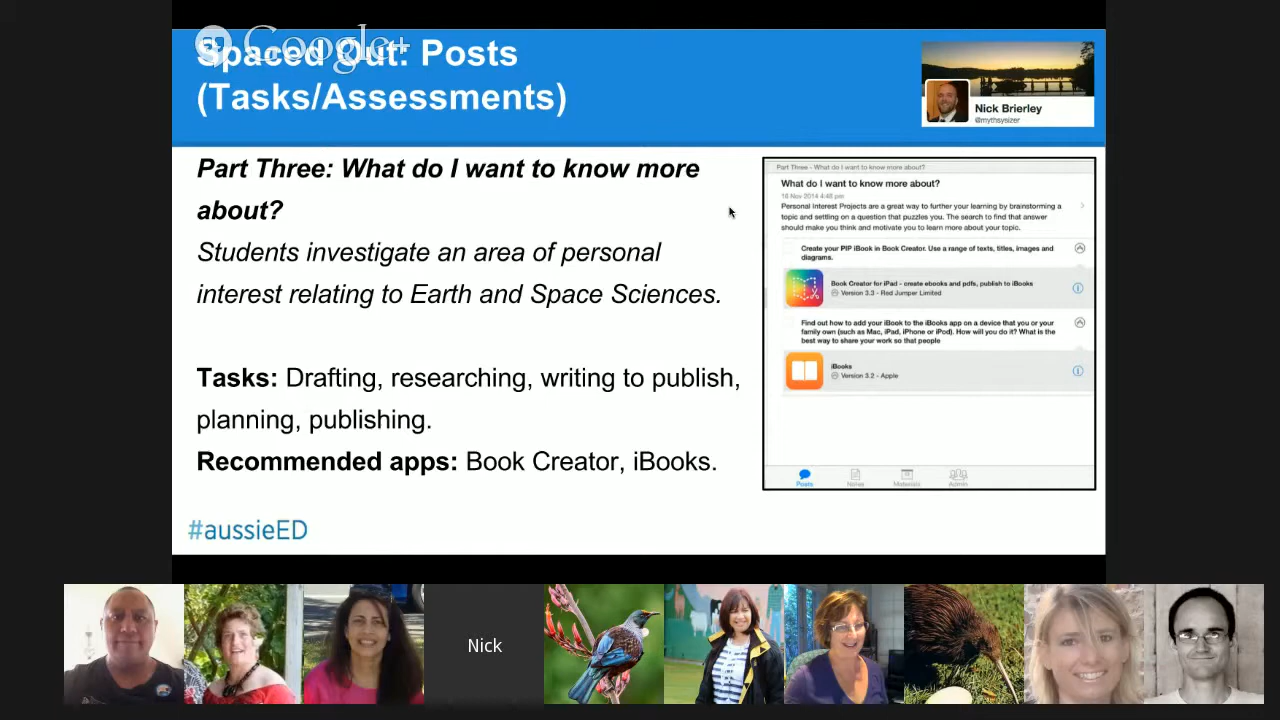 Google+
Spaced Out: Posts
(Tasks/Assessments)
Nick Brierley
@mythsysizer
Part Three: What do I want to know more
about?
Students investigate an area of personal
interest relating to Earth and Space Sciences.
Tasks: Drafting, researching, writing to publish,
planning, publishing.
Recommended apps: Book Creator, iBooks.
#aussieED
Part Three - What do I want to know more about?
What do I want to know more about?
16 Nov 2014 4:48 pm
Personal Interest Projects are a great way to further your learning by brainstorming a
topic and settling on a question that puzzles you. The search to find that answer
should make you think and motivate you to learn more about your topic.
Create your PIP iBook in Book Creator. Use a range of texts, titles, images and
diagrams.
Book Creator for iPad - create ebooks and pdfs, publish to iBooks
Version 3.3 - Red Jumper Limited
Find out how to add your iBook to the iBooks app on a device that you or your
family own (such as Mac, iPad, iPhone or iPod). How will you do it? What is the
best way to share your work so that people
iBooks
Version 3.2 - Apple
Posts
Notes
Materials
Admin
Nick